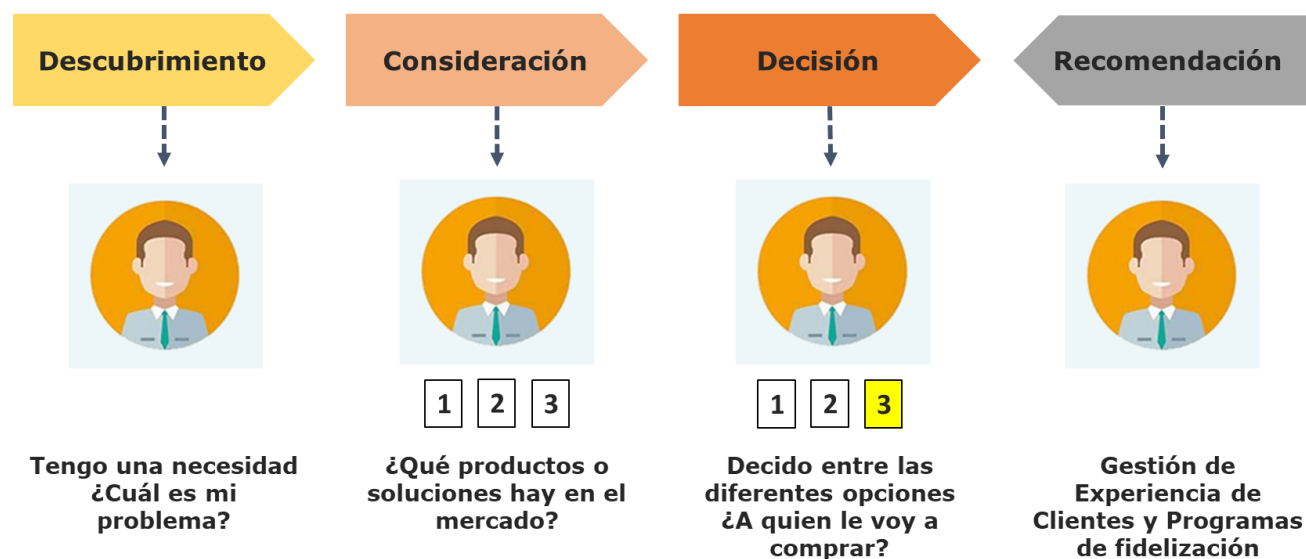 Descubrimiento
Consideración
Decisión
Recomendación
1 2 3
1 2 3
Tengo una necesidad
¿Cuál es mi
problema?
¿Qué productos o
soluciones hay en el
mercado?
Decido entre las
diferentes opciones
¿A quien le voy a
comprar?
Gestión de
Experiencia de
Clientes y Programas
de fidelización